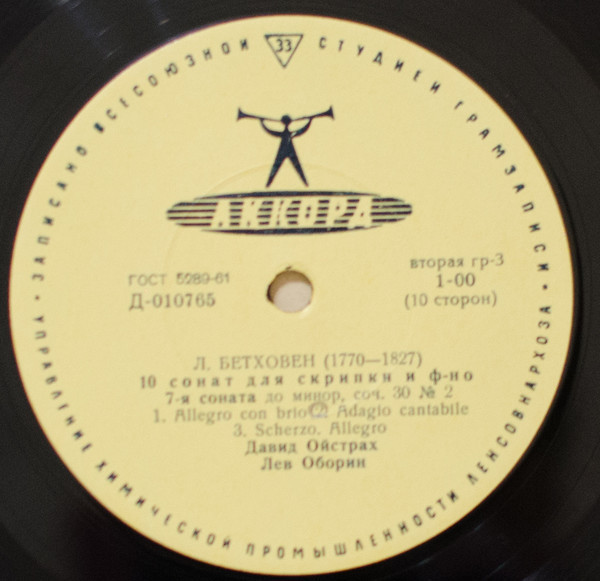 ЗАПИСАНО ВСЕСОЮЗНОЙ СТУДИЕЙ ГРАМЗАПИСИ •
33
АККОРД
ГОСТ 5289-61
Д-010765
вторая гр-3
1-00
(10 сторон)
Л. БЕТХОВЕН (1770—1827)
10 сонат для скрипки и ф-но
7-я соната до минор, соч. 30 № 2
1. Allegro con brio 2. Adagio cantabile
3. Scherzo. Allegro
Давид Ойстрах
Лев Оборин
УПРАВЛЕНИЕ ХИМИЧЕСКОЙ ПРОМЫШЛЕННОСТИ ЛЕНСОВНАРХОЗА •